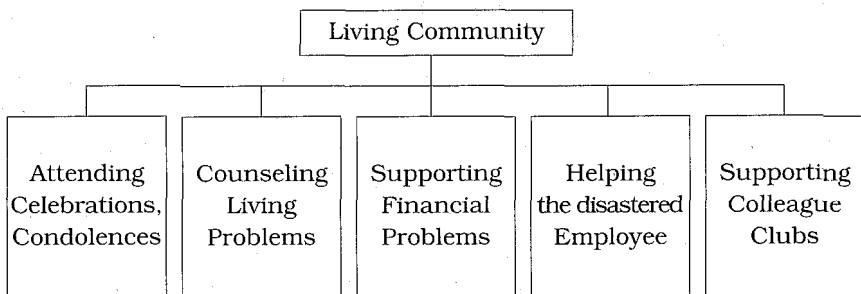 Living Community
Attending
Celebrations,
Condolences
Counseling
Living
Problems
Supporting
Financial
Problems
Helping
the disastered
Employee
Supporting
Colleague
Clubs